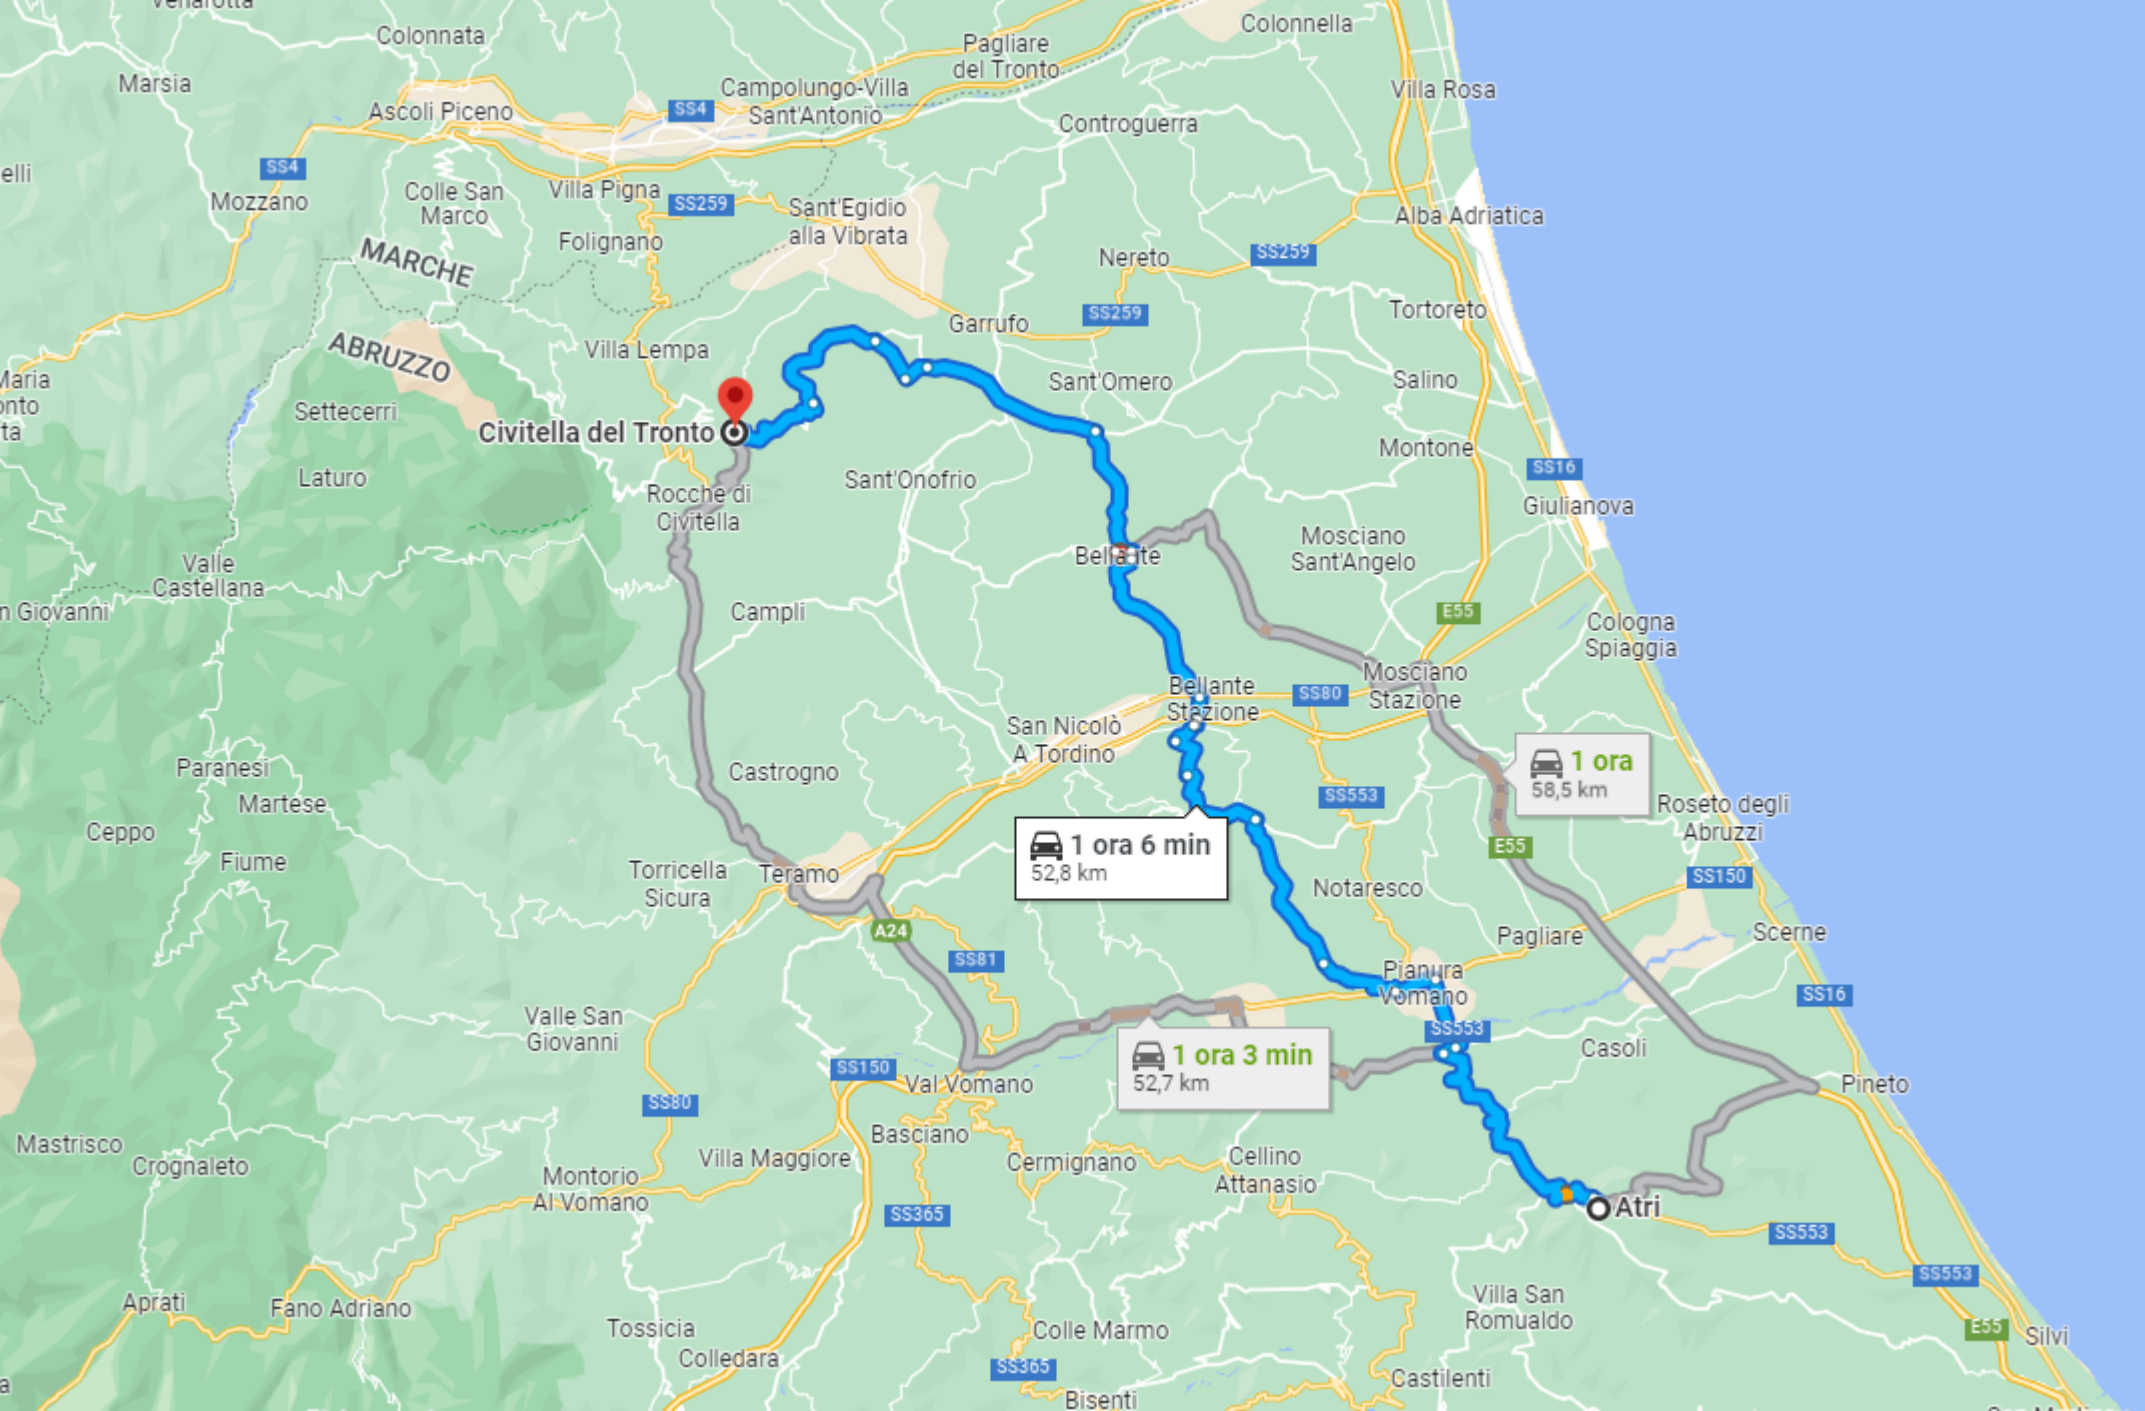 Colonnata
Colonnella
Pagliare
del Tronto
Marsia
Campolungo-Villa
Sant'Antonio
Villa Rosa
Ascoli Piceno
SS4
Controguerra
SS4
elli
Colle San
Marco
Villa Pigna
SS259
Mozzano
Sant'Egidio
alla Vibrata
Alba Adriatica
Folignano
MARCHE
Nereto
SS259
SS259
Tortoreto
Garrufo
ABRUZZO
Villa Lempa
Sant'Omero
Salino
Settecerri
Civitella del Tronto
Montone
Laturo
Sant'Onofrio
SS16
Rocche di
Civitella
Giulianova
Mosciano
Sant'Angelo
Bellante
Valle
Castellana
n Giovanni
Campli
E55
Cologna
Spiaggia
Mosciano
Stazione
Bellante
Stazione
SS80
San Nicolò
A Tordino
Paranesi
Castrogno
1 ora
58,5 km
Martese
SS553
Roseto degli
Abruzzi
Ceppo
1 ora 6 min
52,8 km
E55
Fiume
Torricella
Sicura
Teramo
Notaresco
SS150
A24
Pagliare
Scerne
SS81
Pianura
Vomano
SS16
Valle San
Giovanni
SS553
1 ora 3 min
52,7 km
Casoli
SS150
Val Vomano
Pineto
SS80
Basciano
Mastrisco
Crognaleto
Villa Maggiore
Cermignano
Cellino
Attanasio
Montorio
Al Vomano
Atri
SS365
SS553
SS553
Aprati
Fano Adriano
Villa San
Romualdo
Tossicia
Colle Marmo
E55
Silvi
Colledara
SS365
Castilenti
Bisenti